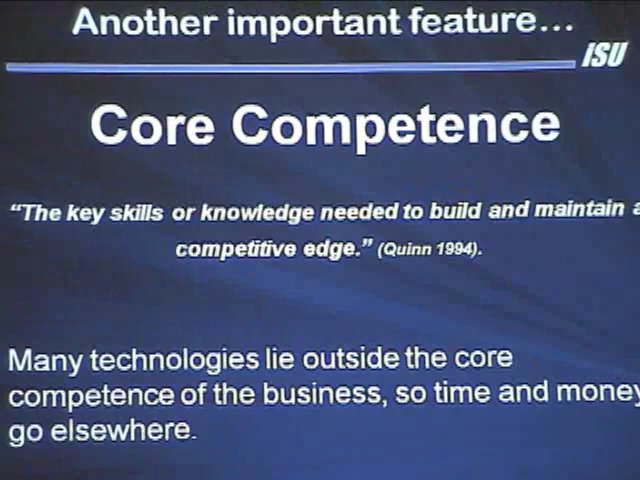 Another important feature...
iSU
Core Competence
“The key skills or knowledge needed to build and maintain a
competitive edge.” (Quinn 1994).
Many technologies lie outside the core
competence of the business, so time and money
go elsewhere.